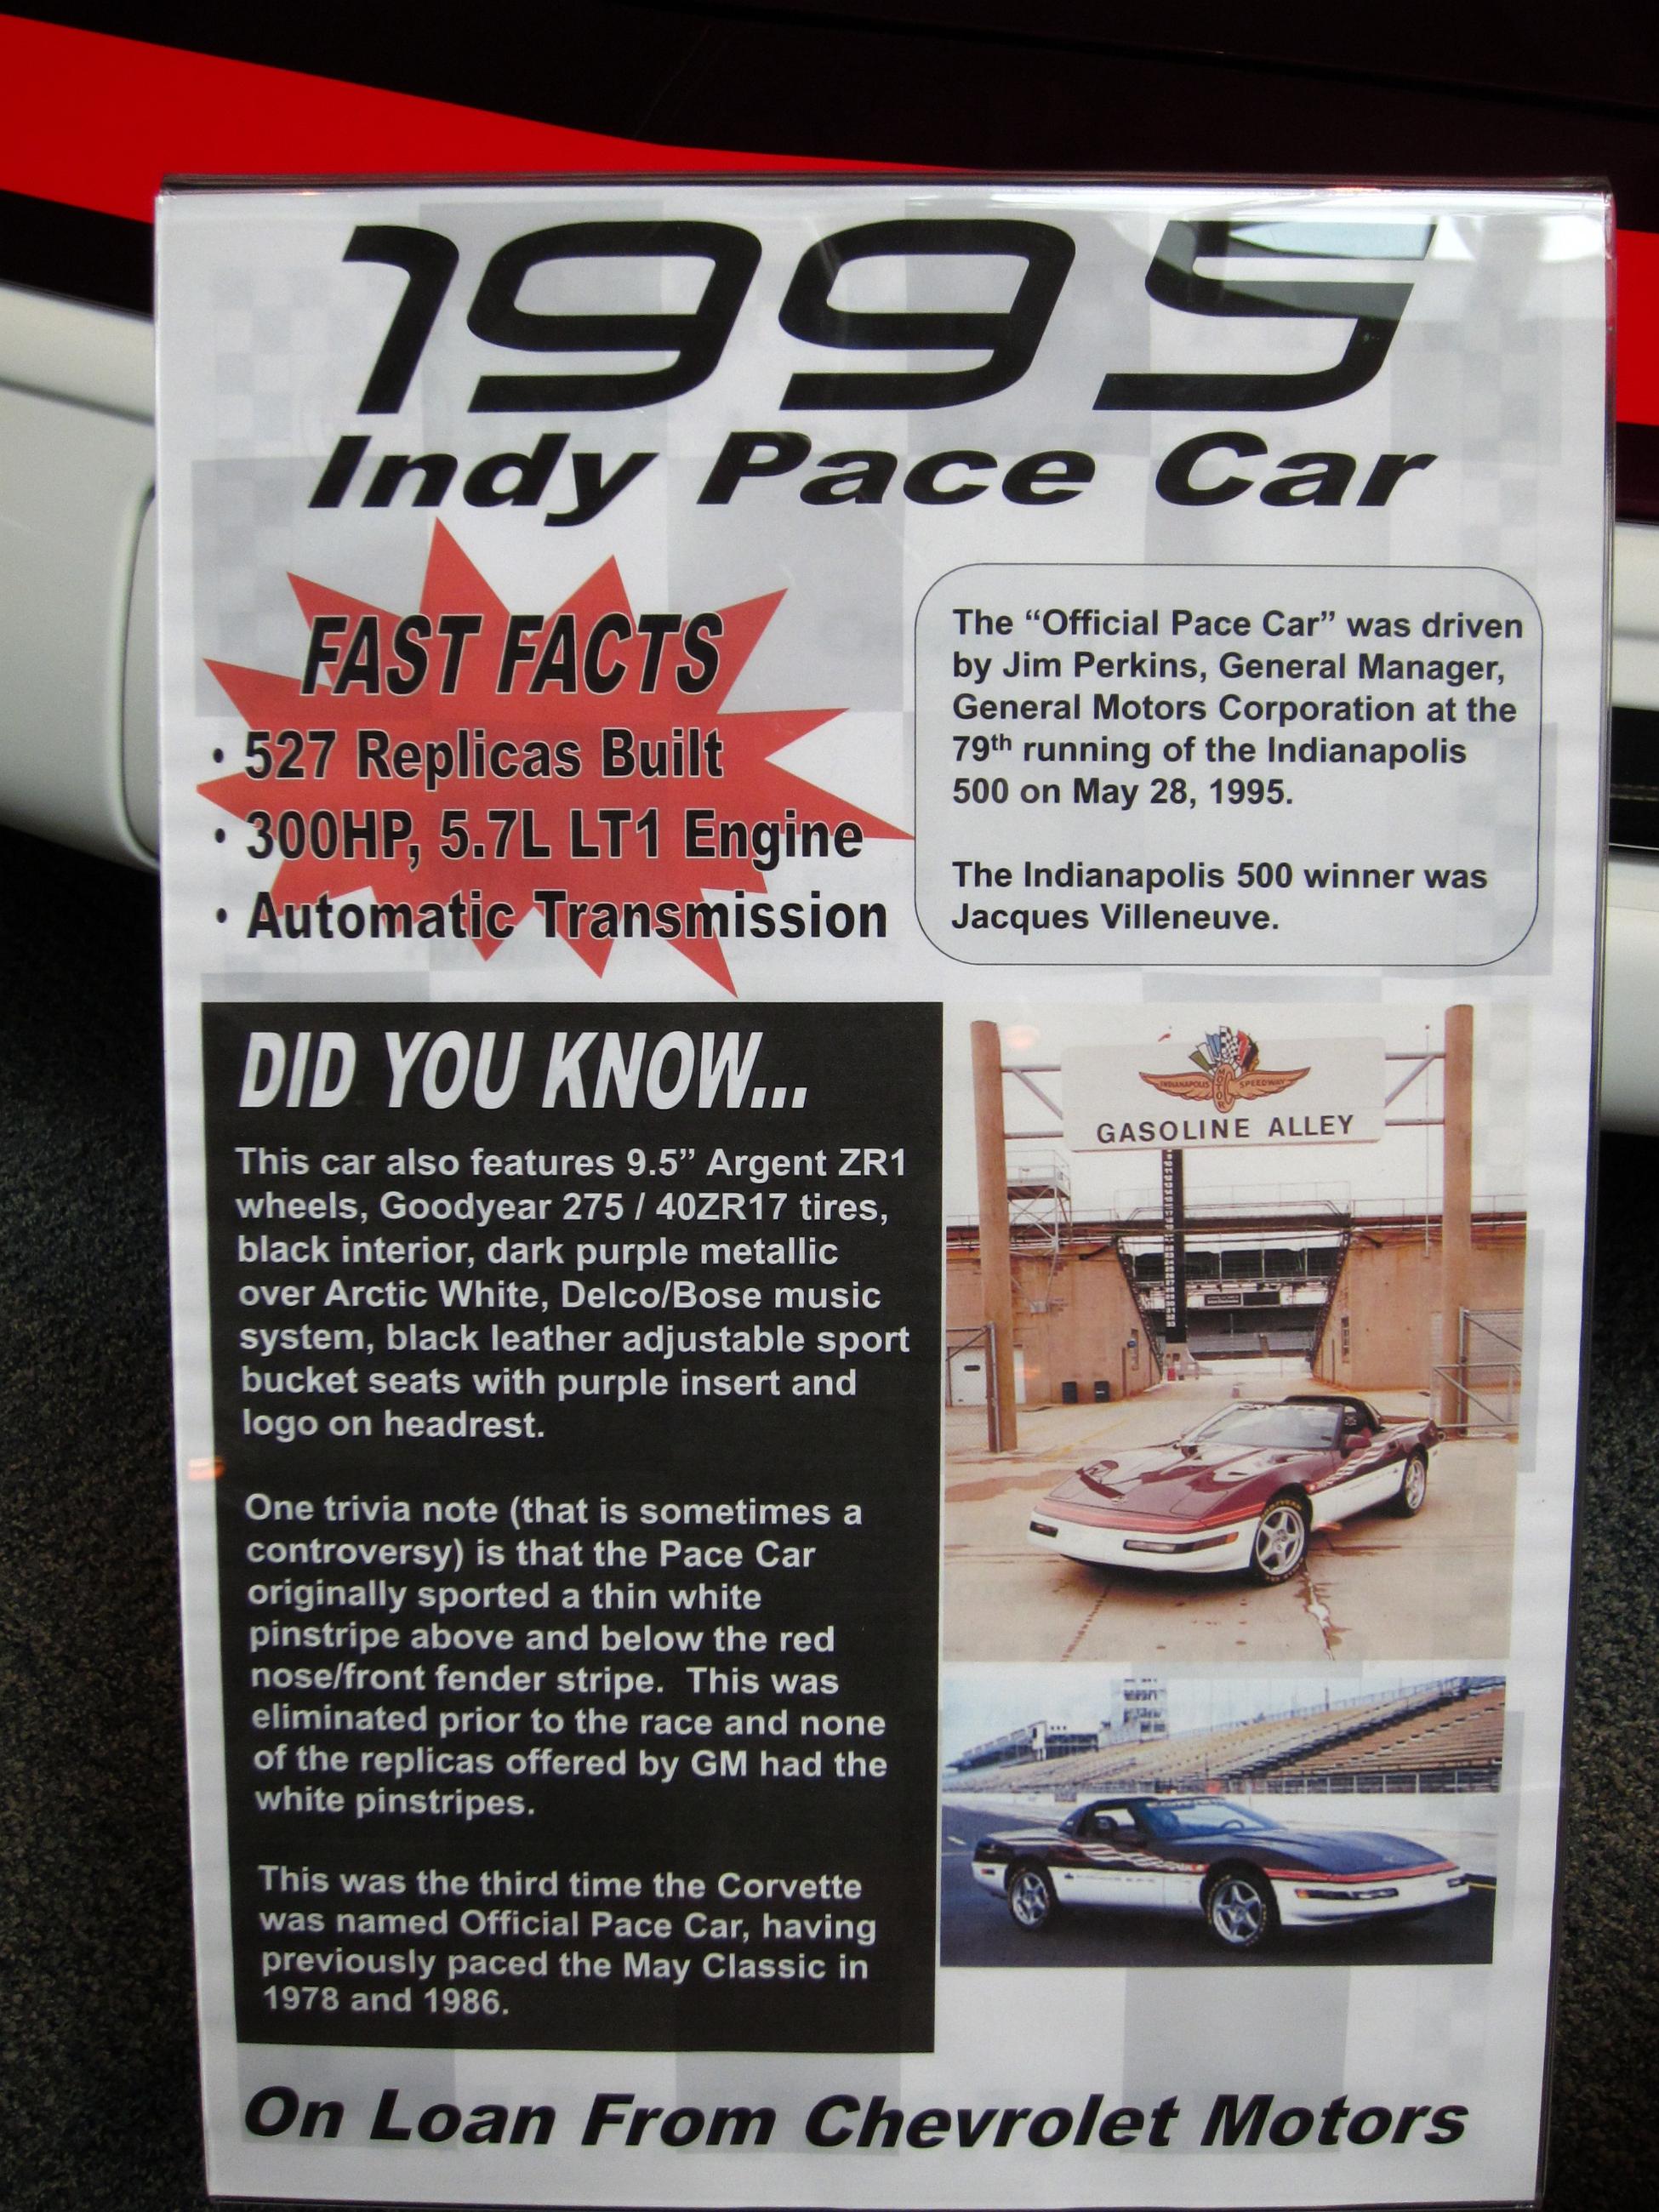 1995
Indy Pace Car
FAST FACTS
• 527 Replicas Built
• 300HP, 5.7L LT1 Engine
• Automatic Transmission
The “Official Pace Car” was driven
by Jim Perkins, General Manager,
General Motors Corporation at the
79th running of the Indianapolis
500 on May 28, 1995.
The Indianapolis 500 winner was
Jacques Villeneuve.
DID YOU KNOW...
This car also features 9.5” Argent ZR1
wheels, Goodyear 275 / 40ZR17 tires,
black interior, dark purple metallic
over Arctic White, Delco/Bose music
system, black leather adjustable sport
bucket seats with purple insert and
logo on headrest.
One trivia note (that is sometimes a
controversy) is that the Pace Car
originally sported a thin white
pinstripe above and below the red
nose/front fender stripe.  This was
eliminated prior to the race and none
of the replicas offered by GM had the
white pinstripes.
This was the third time the Corvette
was named Official Pace Car, having
previously paced the May Classic in
1978 and 1986.
INDIANAPOLIS MOTOR SPEEDWAY
GASOLINE ALLEY
On Loan From Chevrolet Motors